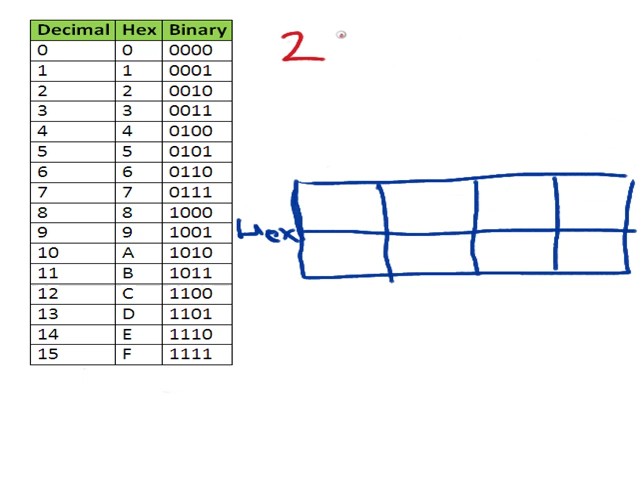 Decimal Hex Binary
0 0 0000
1 1 0001
2 2 0010
3 3 0011
4 4 0100
5 5 0101
6 6 0110
7 7 0111
8 8 1000
9 9 1001
10 A 1010
11 B 1011
12 C 1100
13 D 1101
14 E 1110
15 F 1111
2
Hex